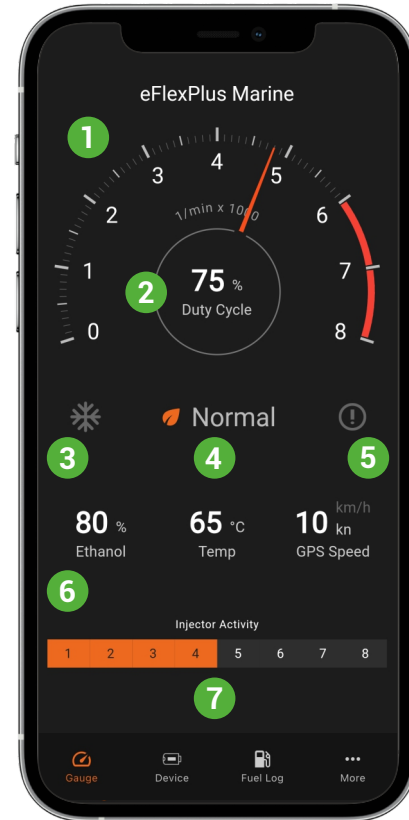 eFlexPlus Marine
1
0 1 2 3 4 5 6 7 8
1/min x 1000
2
75 %
Duty Cycle
Normal
3 4 5
80 % 65 °C 10 km/h kn
Ethanol Temp GPS Speed
6
Injector Activity
1 2 3 4 5 6 7 8
7
Gauge Device Fuel Log More